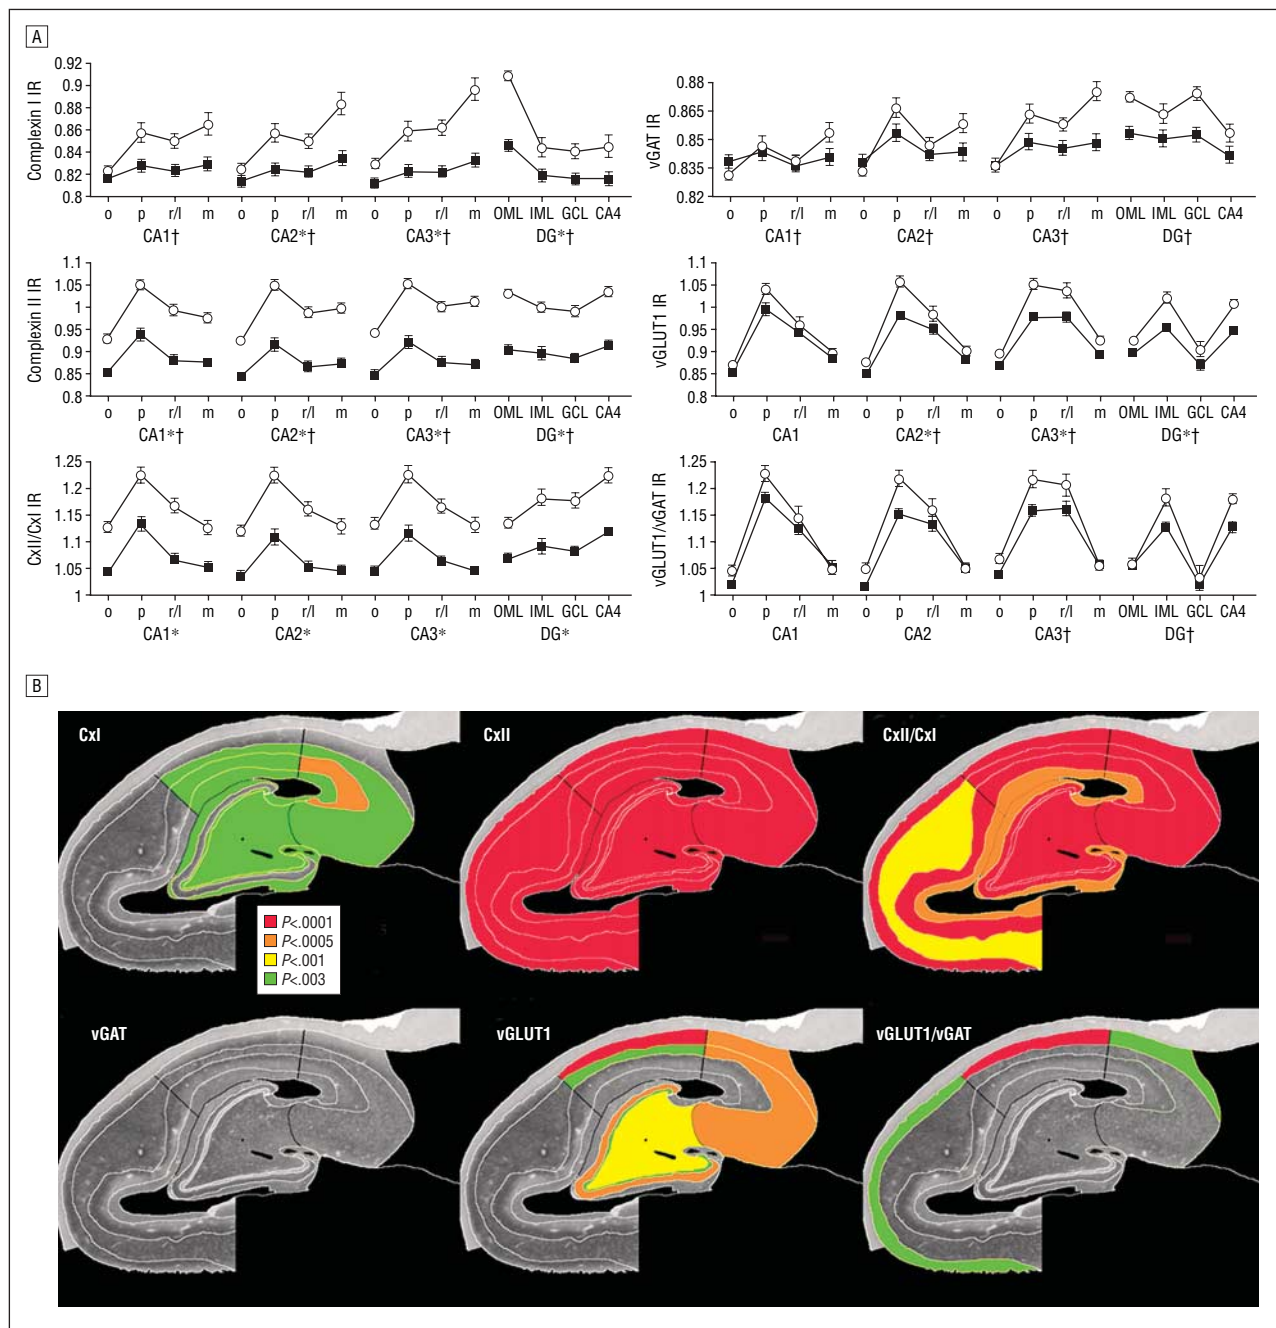 A
0.92
0.9
0.86
0.84
0.82
0.8
Complexin I IR
o p r/l m o p r/l m o p r/l m OML IML GCL CA4
CA1† CA2*† CA3*† DG*†
0.88
0.865
0.85
0.835
0.82
vGAT IR
o p r/l m o p r/l m o p r/l m OML IML GCL CA4
CA1† CA2† CA3† DG†
1.1
1.05
1
0.95
0.9
0.85
0.8
Complexin II IR
o p r/l m o p r/l m o p r/l m OML IML GCL CA4
CA1*† CA2*† CA3*† DG*†
1.1
1.05
1
0.95
0.9
0.85
0.8
vGLUT1 IR
o p r/l m o p r/l m o p r/l m OML IML GCL CA4
CA1 CA2*† CA3*† DG*†
1.25
1.2
1.15
1.1
1.05
1
CxII/CxI IR
o p r/l m o p r/l m o p r/l m OML IML GCL CA4
CA1* CA2* CA3* DG*
1.25
1.2
1.15
1.1
1.05
1
vGLUT1/vGAT IR
o p r/l m o p r/l m o p r/l m OML IML GCL CA4
CA1 CA2 CA3† DG†
B
CxI
CxII
CxII/CxI
P<.0001
P<.0005
P<.001
P<.003
vGAT
vGLUT1
vGLUT1/vGAT